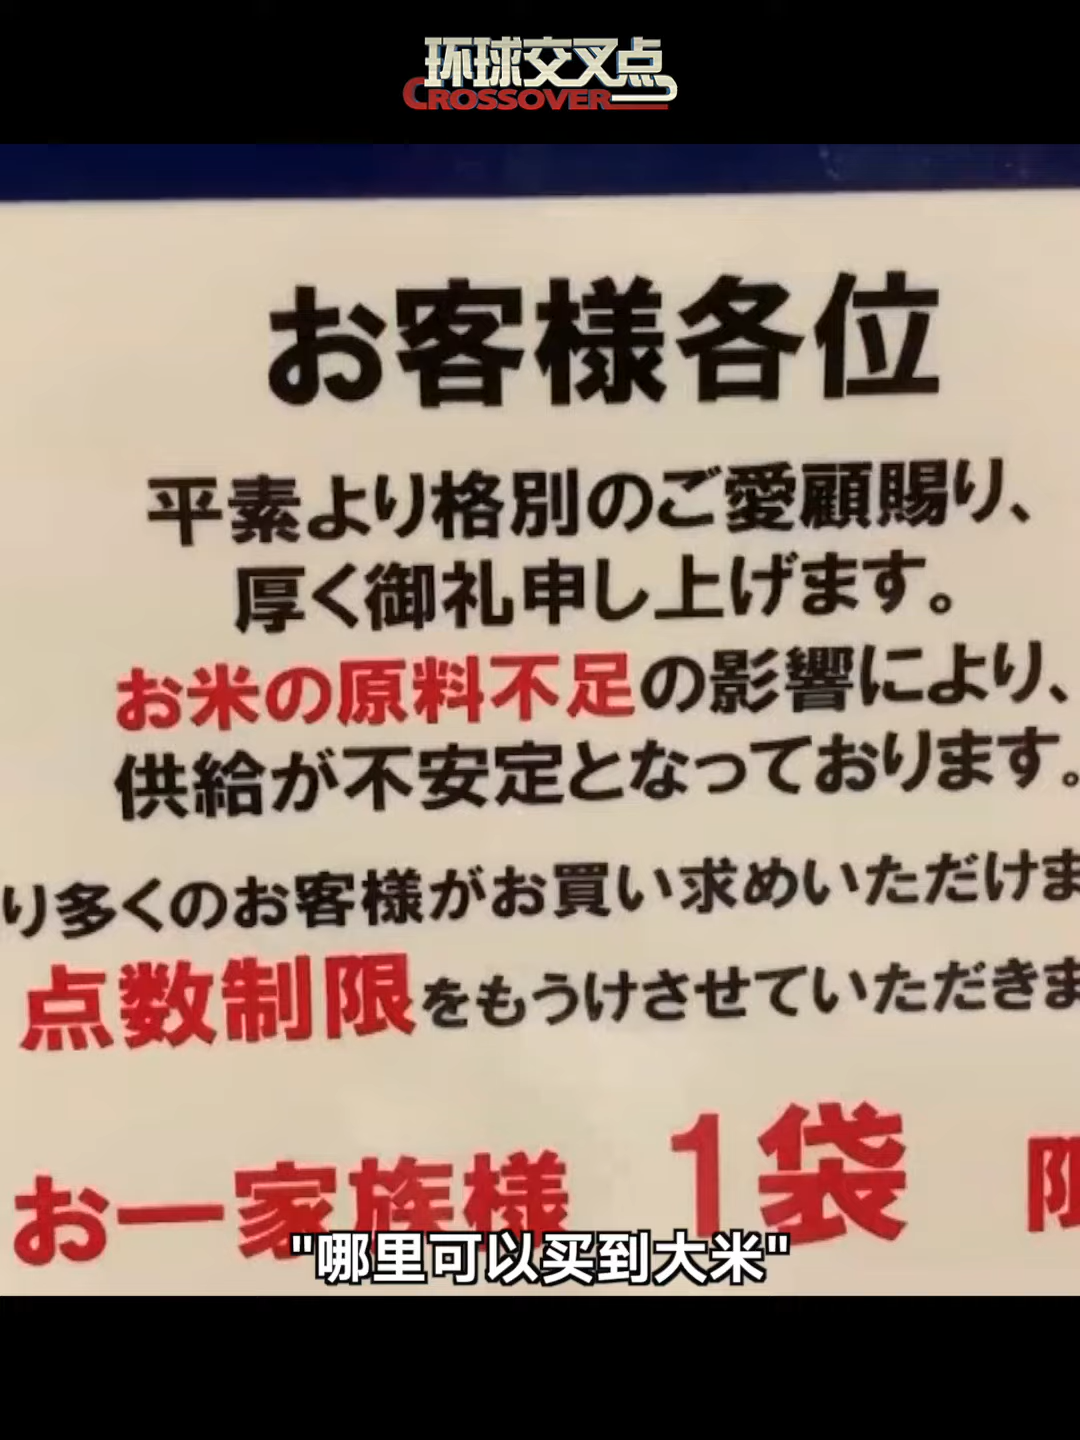 环球交叉点
CROSSOVER
お客様各位
平素より格別のご愛顧賜り、
厚く御礼申し上げます。
お米の原料不足の影響により、
供給が不安定となっております。
り多くのお客様がお買い求めいただけま
点数制限をもうけさせていただきま
お一家族様 1袋 限
"哪里可以买到大米"